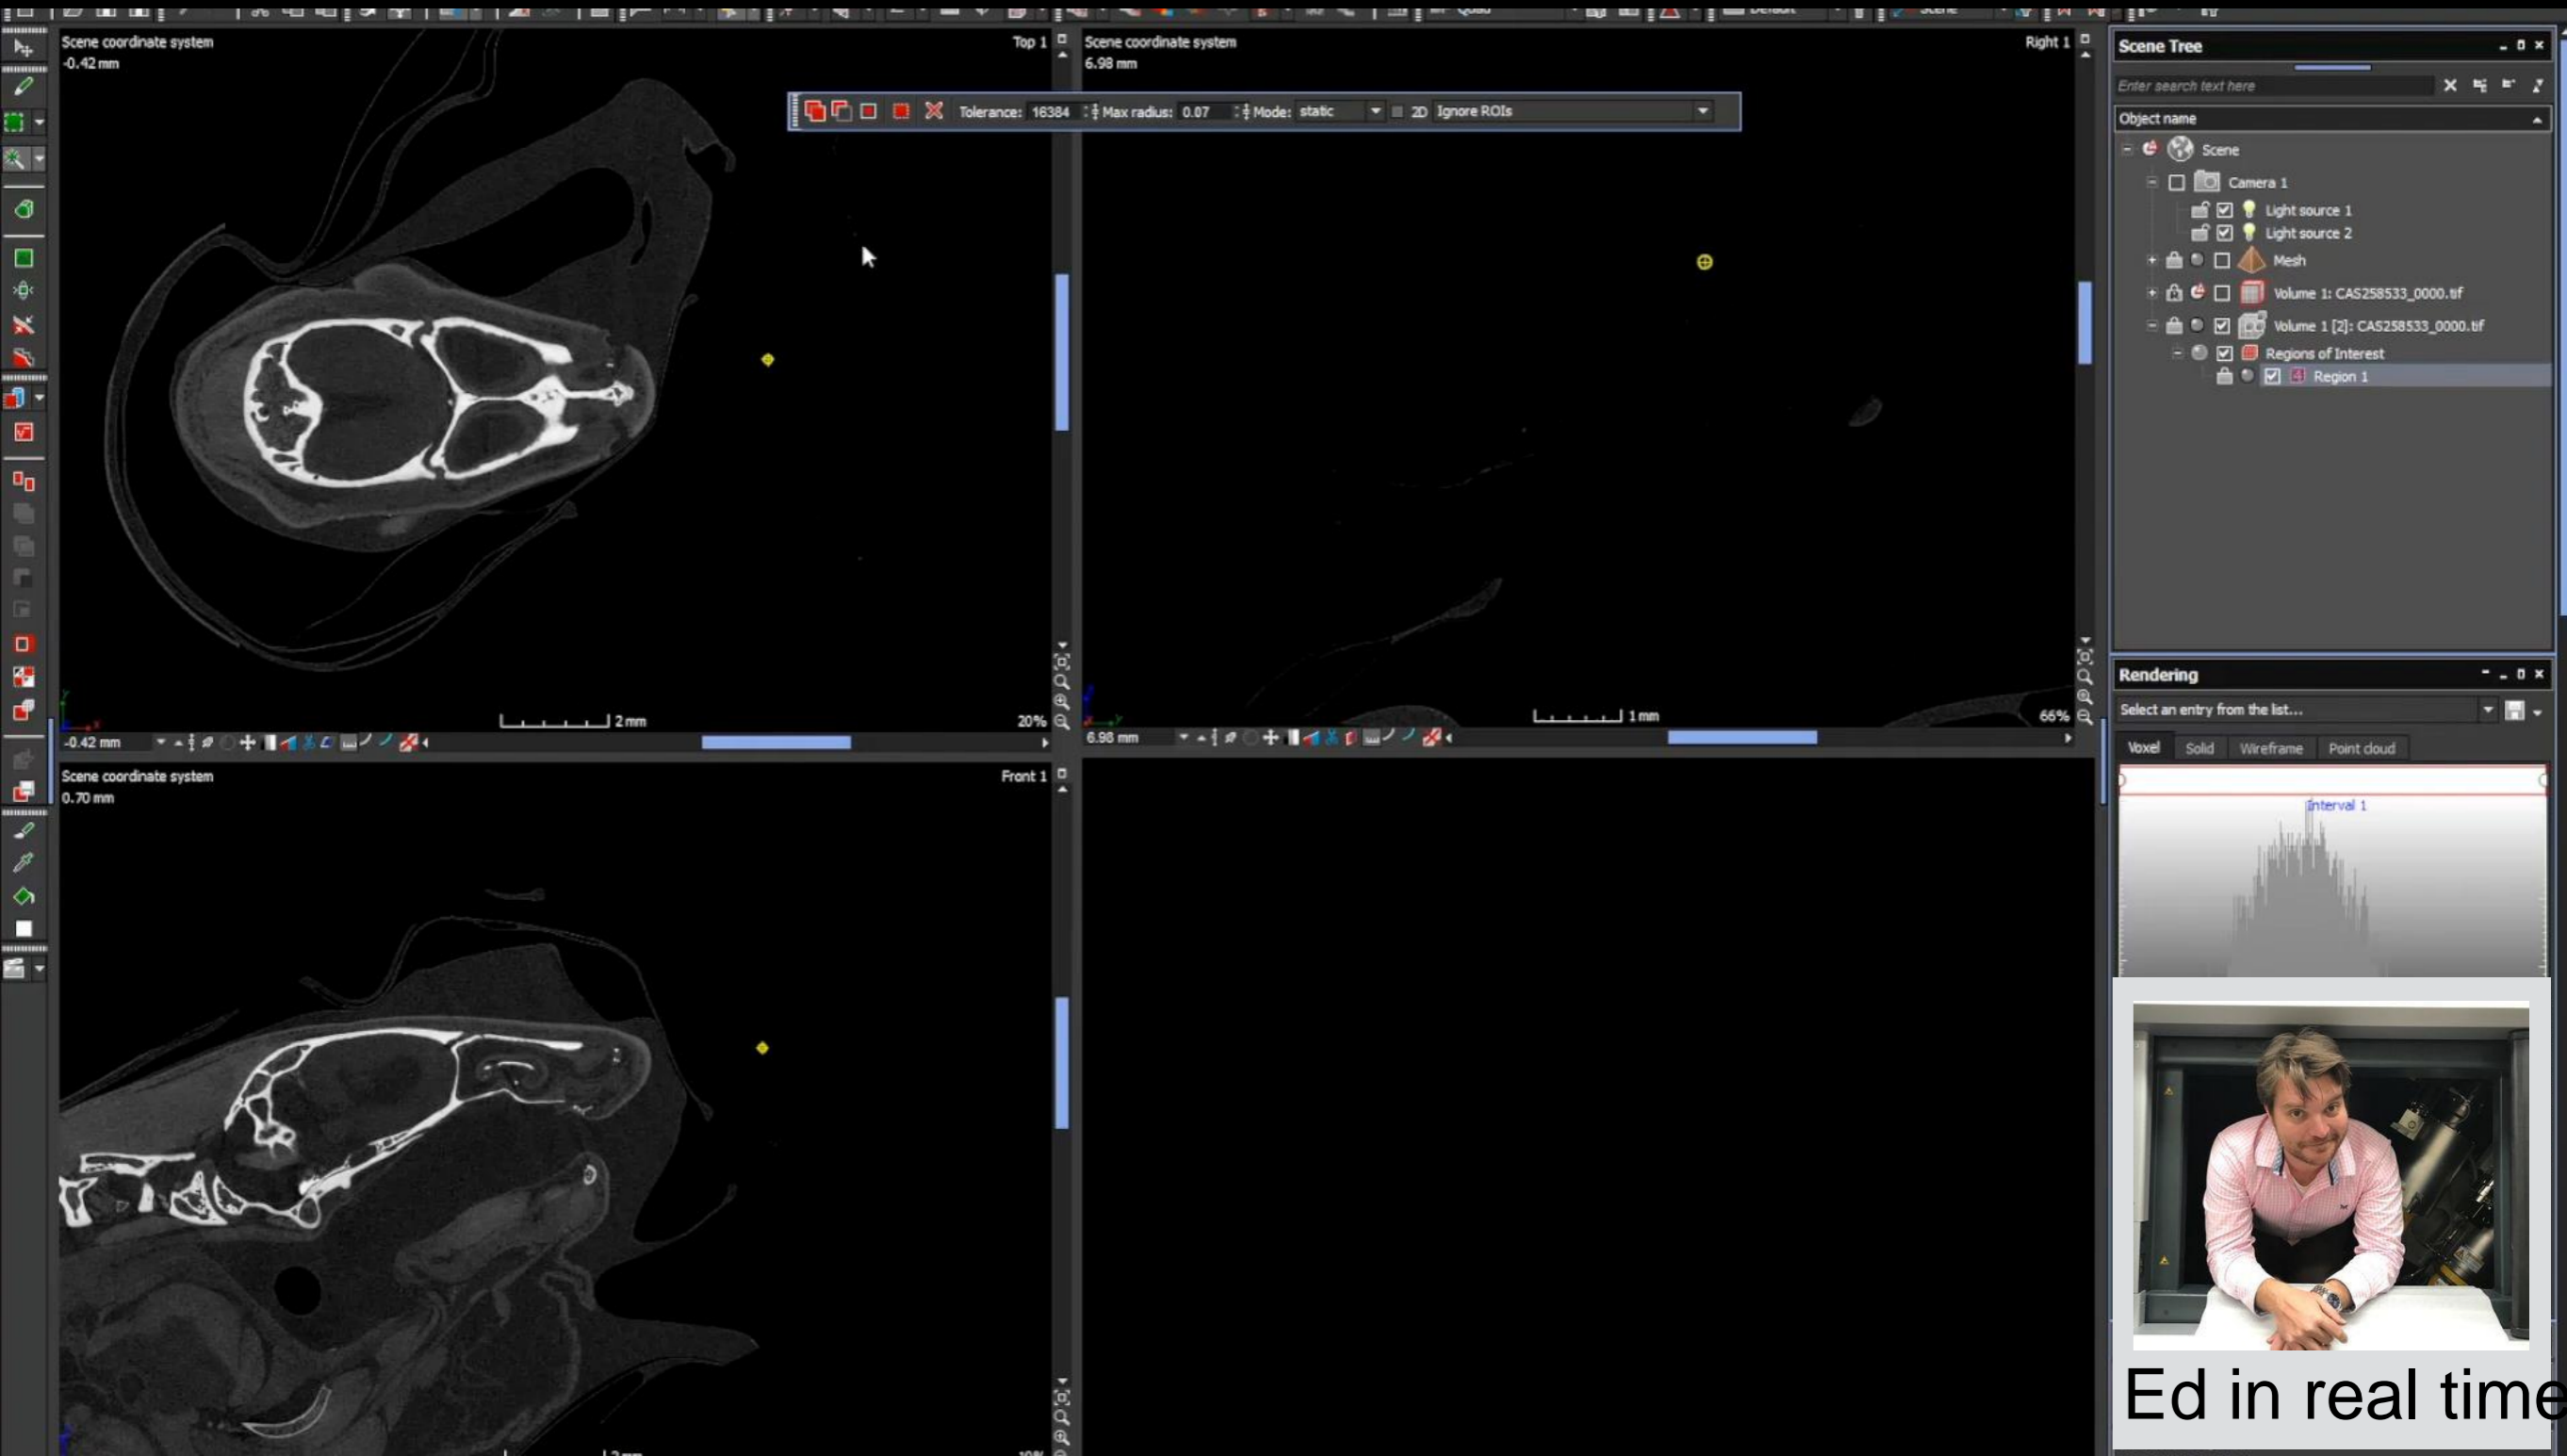 Quad
Default
Scene
Scene coordinate system
Top 1
-0.42 mm
Scene coordinate system
Right 1
6.98 mm
Tolerance: 16384 Max radius: 0.07 Mode: static 2D Ignore ROIs
20%
2 mm
-0.42 mm
66%
1 mm
6.98 mm
Scene coordinate system
Front 1
0.70 mm
Scene Tree
Enter search text here
Object name
Scene
Camera 1
Light source 1
Light source 2
Mesh
Volume 1: CAS258533_0000.tif
Volume 1 [2]: CAS258533_0000.tif
Regions of Interest
Region 1
Rendering
Select an entry from the list...
Voxel Solid Wireframe Point cloud
Interval 1
Ed in real time